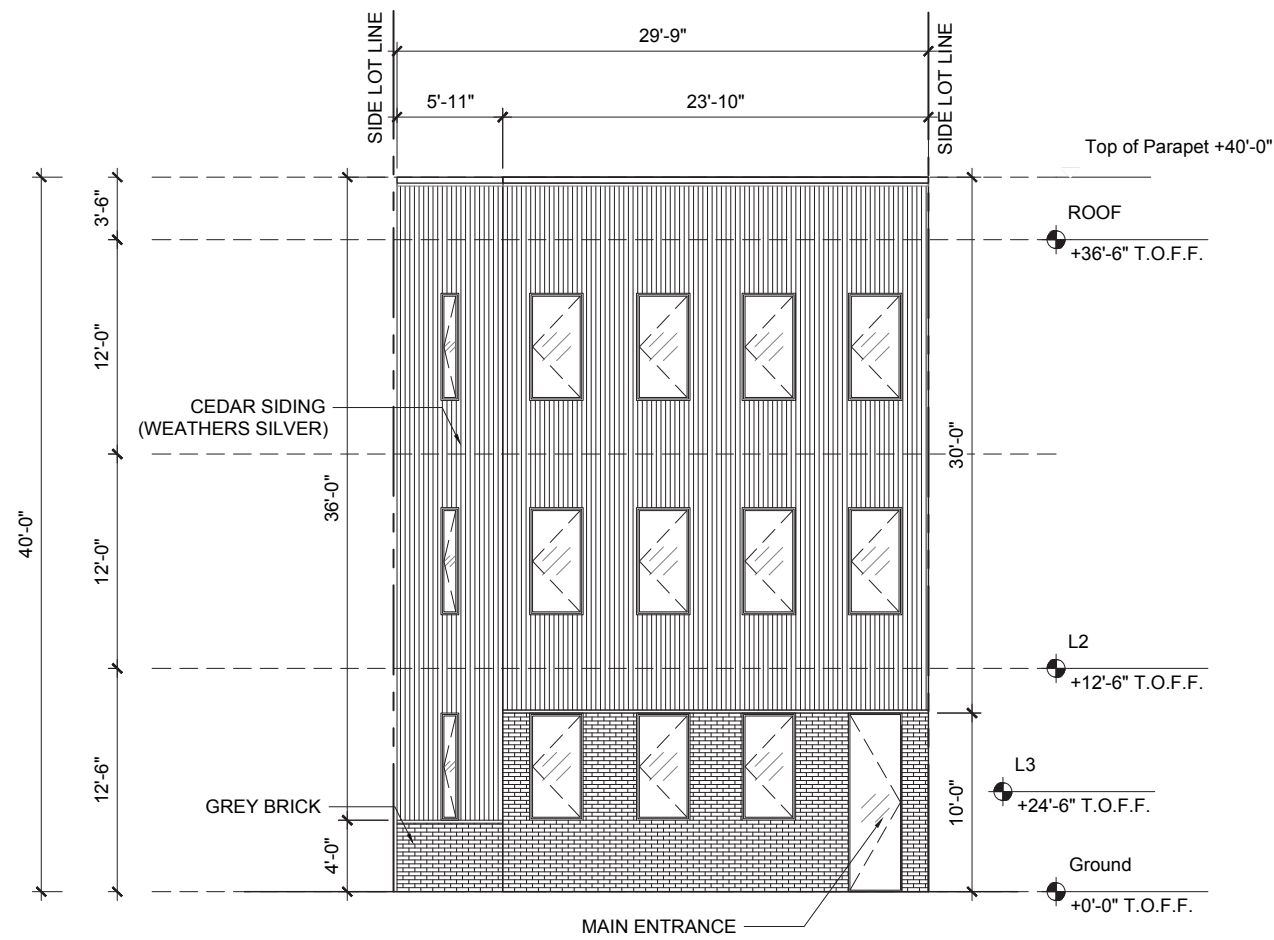 SIDE LOT LINE
29'-9"
SIDE LOT LINE
5'-11"
23'-10"
Top of Parapet +40'-0"
3'-6"
ROOF
+36'-6" T.O.F.F.
12'-0"
CEDAR SIDING
(WEATHERS SILVER)
36'-0"
30'-0"
40'-0"
12'-0"
L2
+12'-6" T.O.F.F.
12'-6"
L3
+24'-6" T.O.F.F.
GREY BRICK
10'-0"
4'-0"
Ground
+0'-0" T.O.F.F.
MAIN ENTRANCE